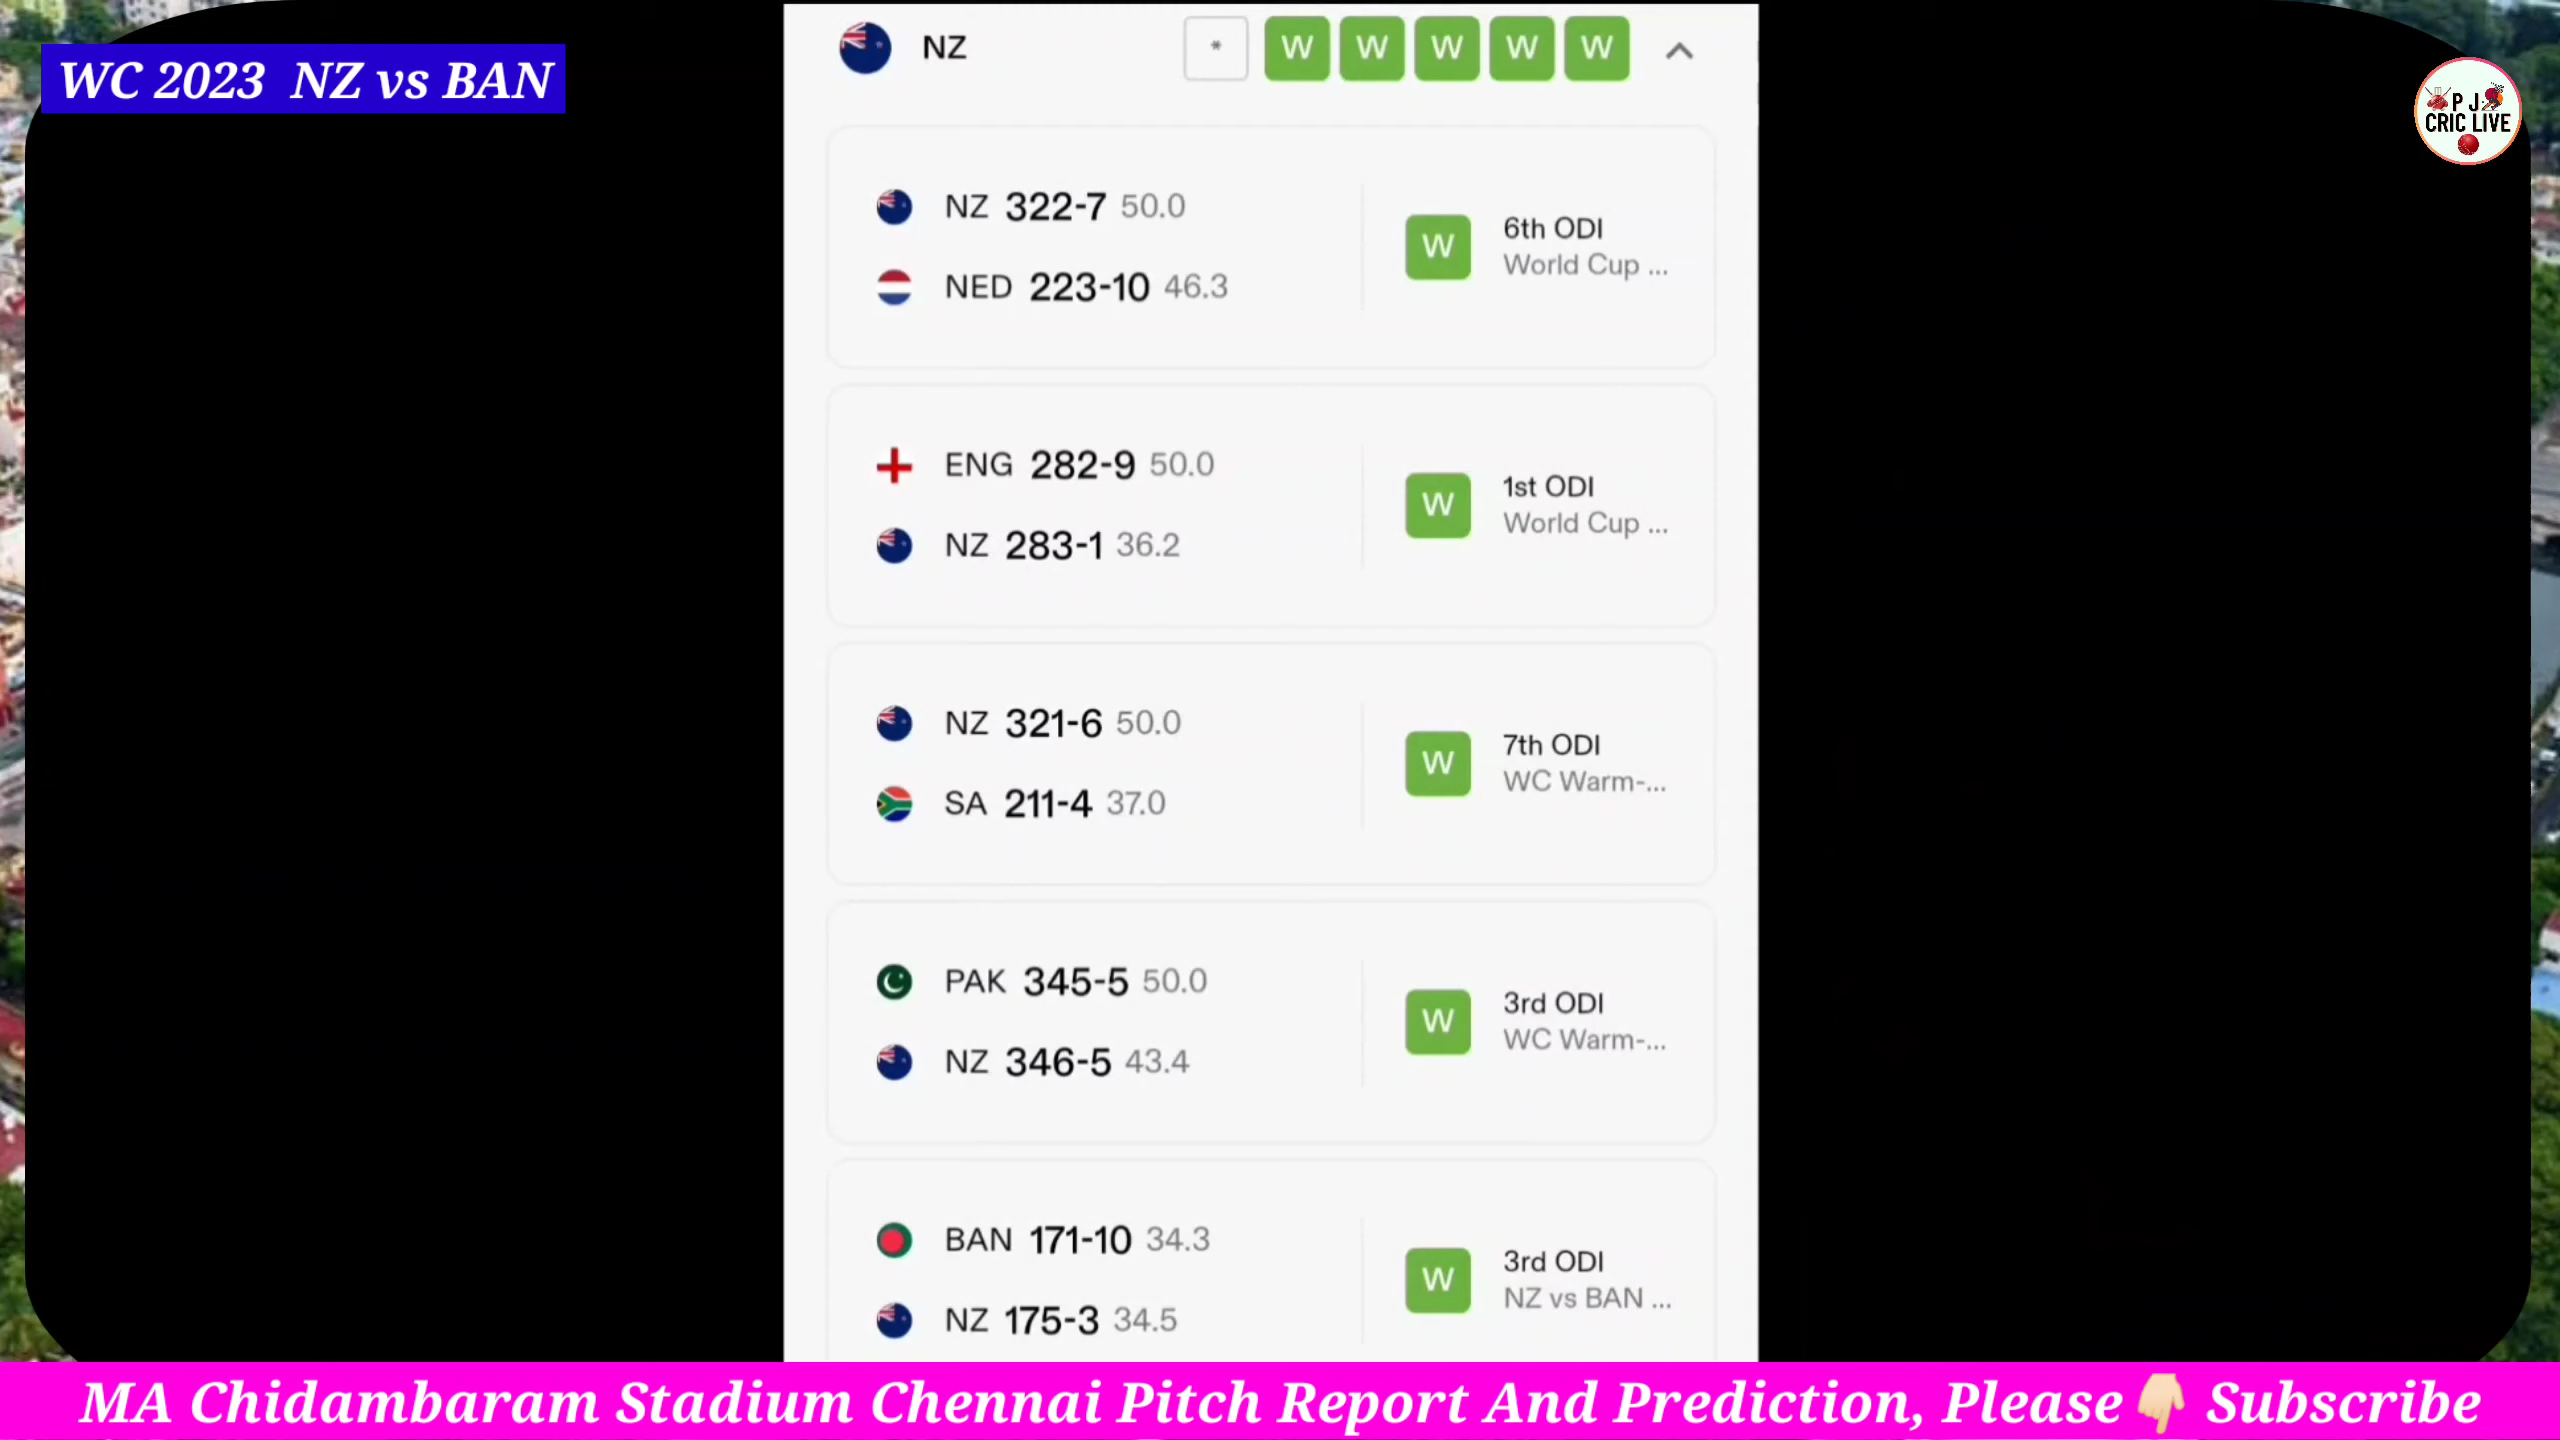 WC 2023 NZ vs BAN
NZ * W W W W W
P J
CRIC LIVE
NZ 322-7 50.0
NED 223-10 46.3
W
6th ODI
World Cup ...
ENG 282-9 50.0
NZ 283-1 36.2
W
1st ODI
World Cup ...
NZ 321-6 50.0
SA 211-4 37.0
W
7th ODI
WC Warm-...
PAK 345-5 50.0
NZ 346-5 43.4
W
3rd ODI
WC Warm-...
BAN 171-10 34.3
NZ 175-3 34.5
W
3rd ODI
NZ vs BAN ...
MA Chidambaram Stadium Chennai Pitch Report And Prediction, Please👇🏻 Subscribe